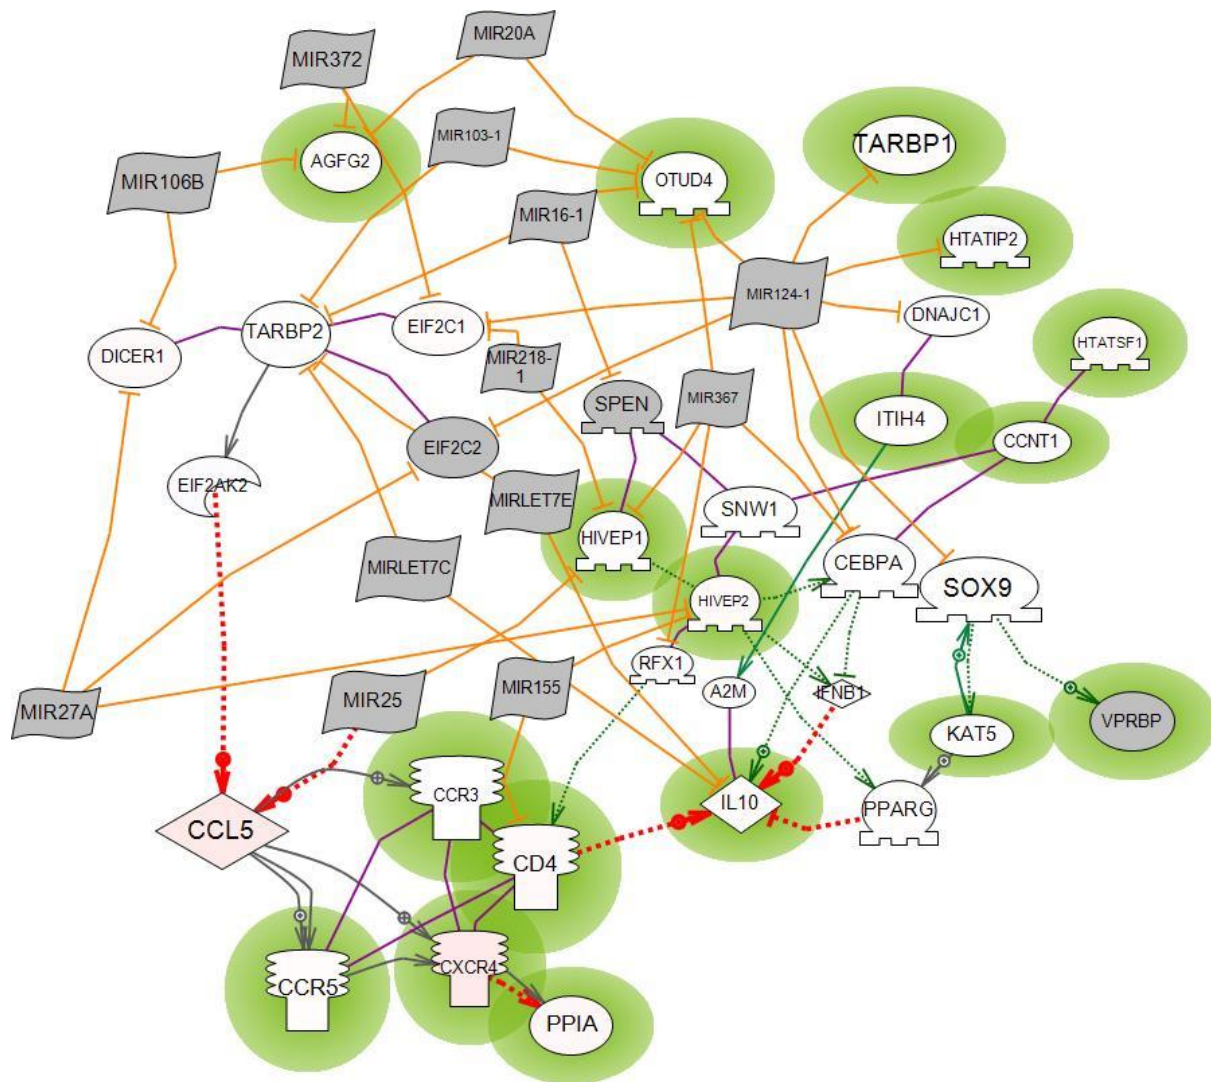 MIR20A
MIR372
MIR103-1
TARBP1
AGFG2
MIR106B
OTUD4
MIR16-1
HTATIP2
MIR124-1
DNAJC1
TARBP2
EIF2C1
HTATSF1
DICER1
MIR218-
1
SPEN
MIR367
ITIH4
EIF2C2
CCNT1
EIF2AK2
MIRLET7E
SNW1
HIVEP1
MIRLET7C
CEBPA
SOX9
HIVEP2
RFX1
MIR25
MIR155
A2M
IFNB1
MIR27A
VPRBP
KAT5
CCR3
IL10
PPARG
CCL5
CD4
CXCR4
CCR5
PPIA